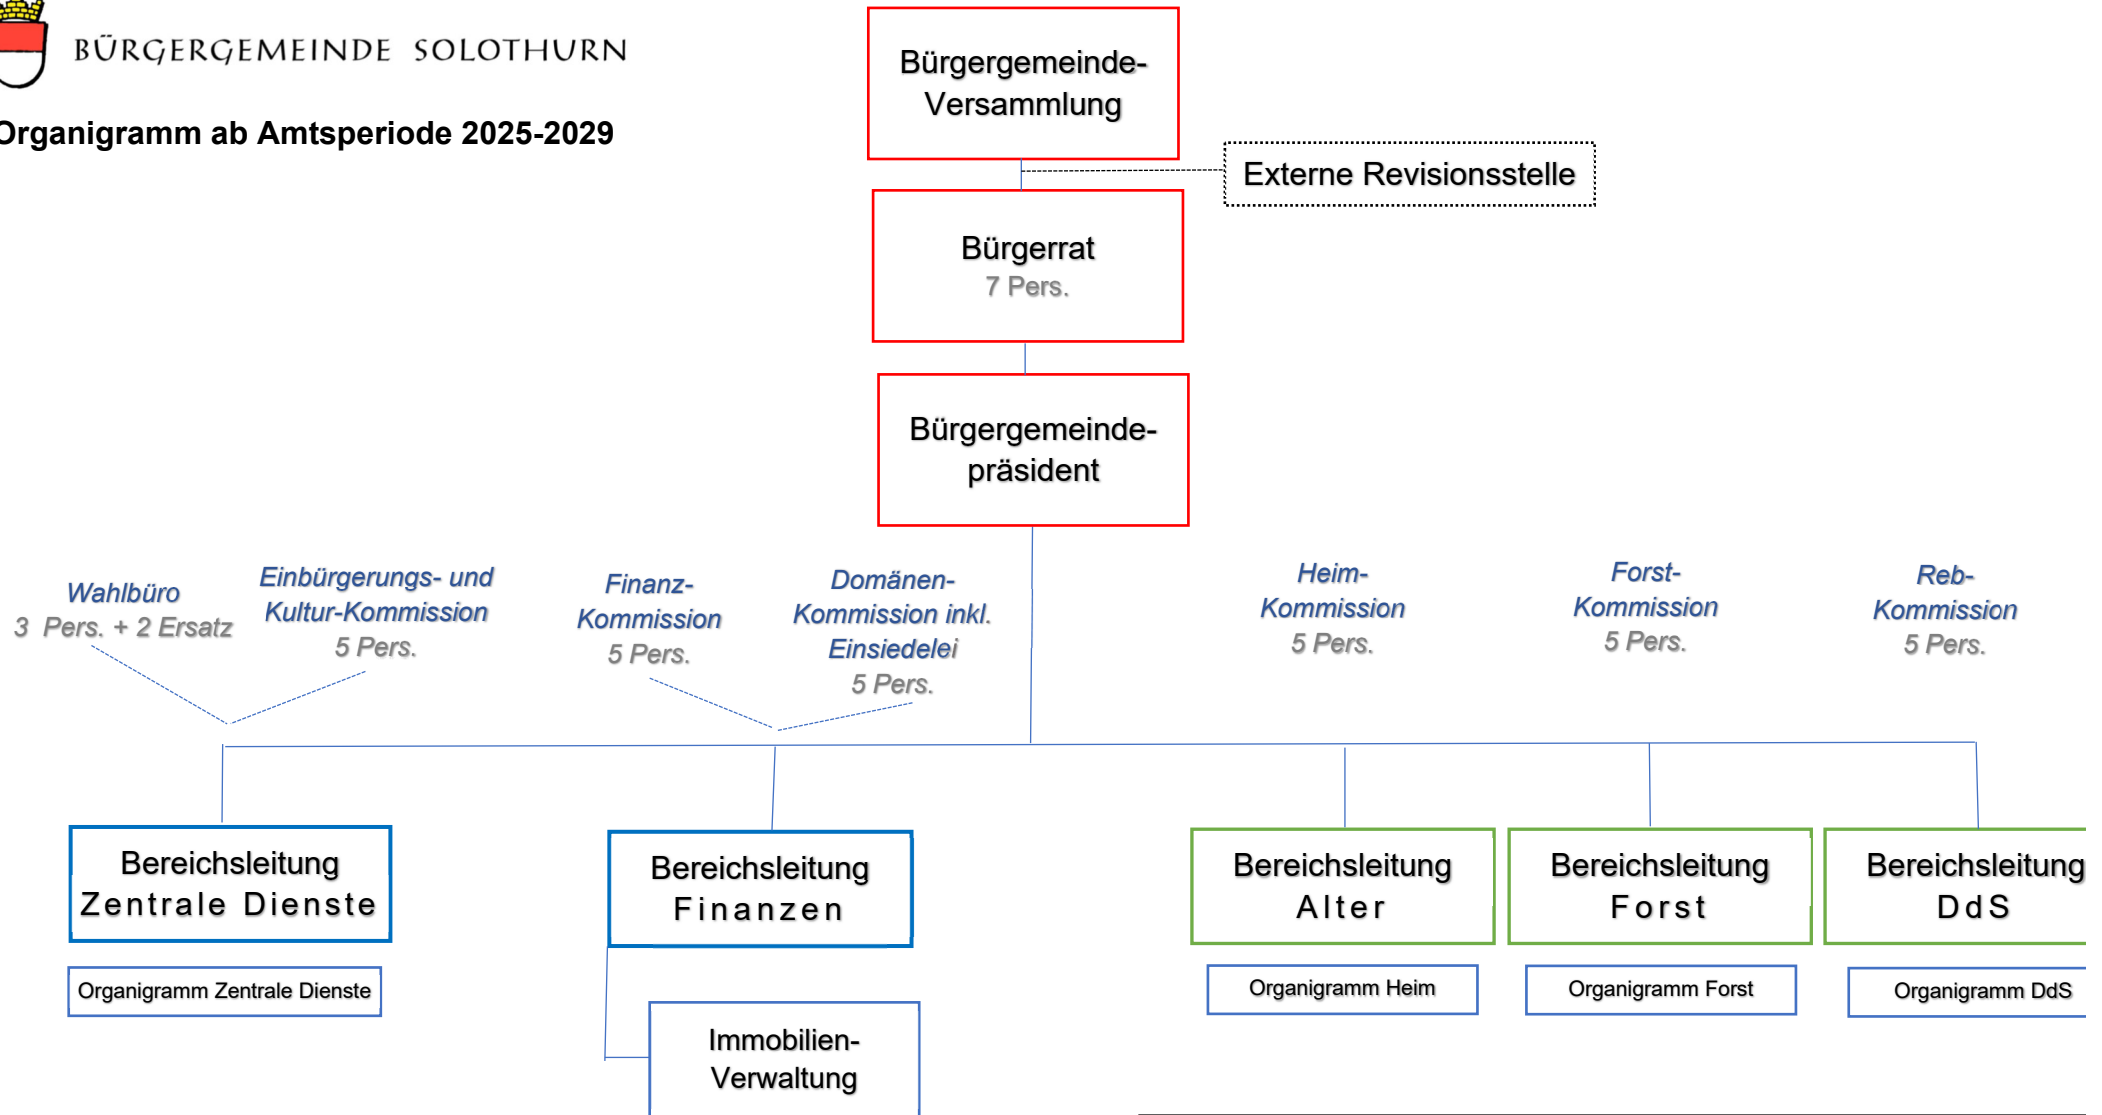 BÜRGERGEMEINDE SOLOTHURN
Organigramm ab Amtsperiode 2025-2029
Bürgergemeinde-
Versammlung
Externe Revisionsstelle
Bürgerrat
7 Pers.
Bürgergemeinde-
präsident
Wahlbüro
3 Pers. + 2 Ersatz
Einbürgerungs- und
Kultur-Kommission
5 Pers.
Finanz-
Kommission
5 Pers.
Domänen-
Kommission inkl.
Einsiedelei
5 Pers.
Heim-
Kommission
5 Pers.
Forst-
Kommission
5 Pers.
Reb-
Kommission
5 Pers.
Bereichsleitung
Zentrale Dienste
Bereichsleitung
Finanzen
Bereichsleitung
Alter
Bereichsleitung
Forst
Bereichsleitung
DdS
Organigramm Zentrale Dienste
Organigramm Heim
Organigramm Forst
Organigramm DdS
Immobilien-
Verwaltung